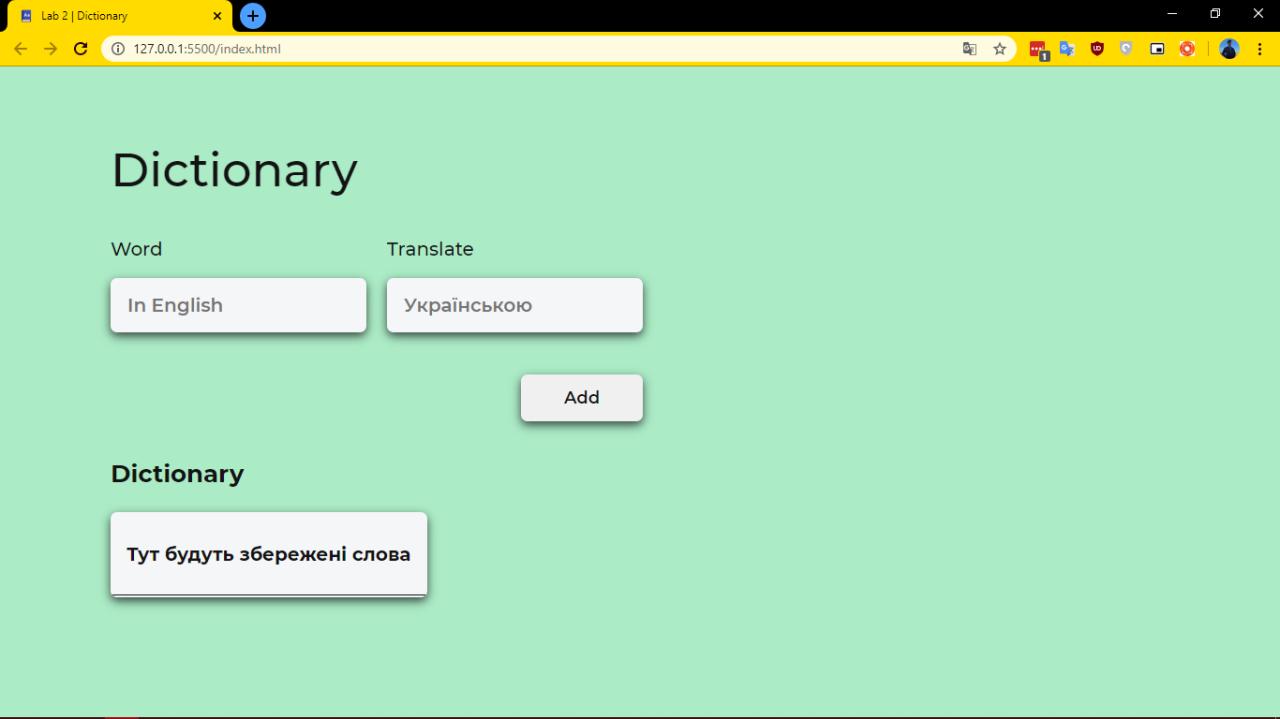 Lab 2 | Dictionary
127.0.0.1:5500/index.html
1
Dictionary
Word Translate
In English Українською
Add
Dictionary
Тут будуть збережені слова